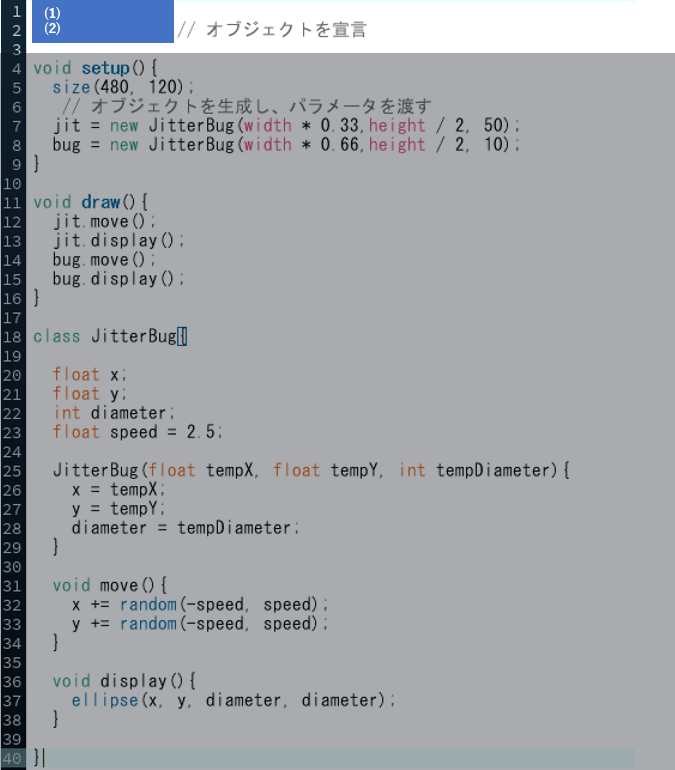 1 (1)
2 (2) // オブジェクトを宣言
3
4 void setup(){
5 size(480, 120);
6 // オブジェクトを生成し、パラメータを渡す
7 jit = new JitterBug(width * 0.33,height / 2, 50);
8 bug = new JitterBug(width * 0.66,height / 2, 10);
9 }
10
11 void draw(){
12 jit.move();
13 jit.display();
14 bug.move();
15 bug.display();
16 }
17
18 class JitterBug{
19
20 float x;
21 float y;
22 int diameter;
23 float speed = 2.5;
24
25 JitterBug(float tempX, float tempY, int tempDiameter){
26 x = tempX;
27 y = tempY;
28 diameter = tempDiameter;
29 }
30
31 void move(){
32 x += random(-speed, speed);
33 y += random(-speed, speed);
34 }
35
36 void display(){
37 ellipse(x, y, diameter, diameter);
38 }
39
40 }